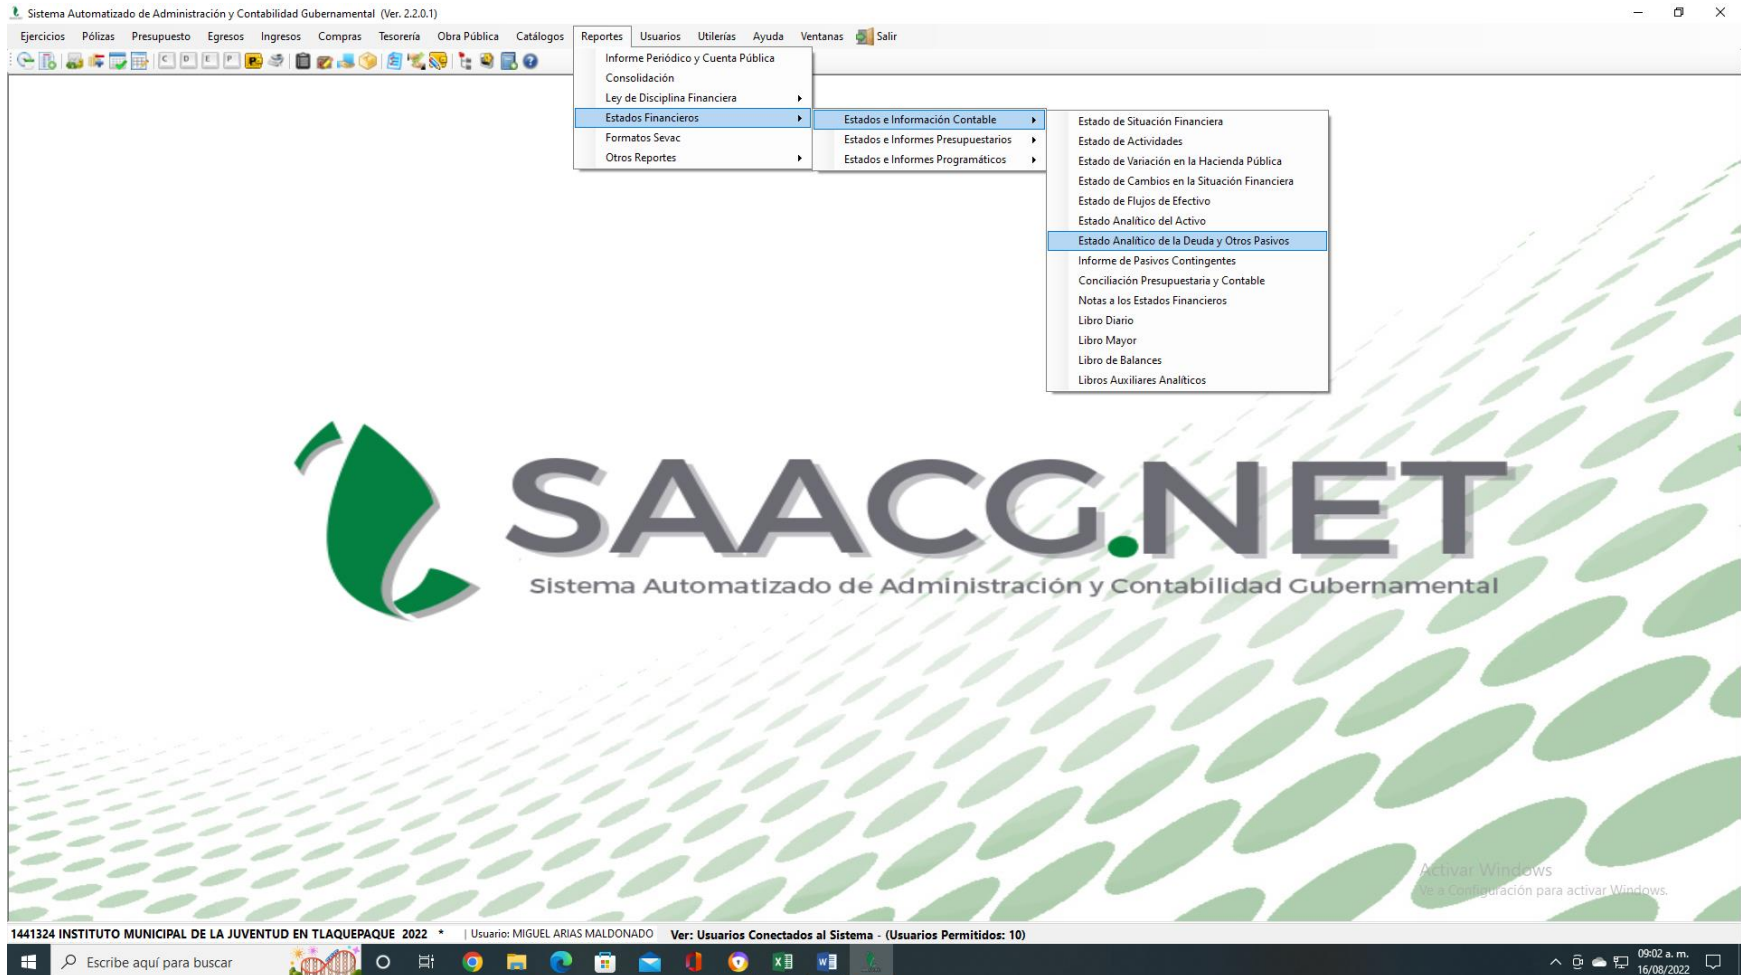 Sistema Automatizado de Administración y Contabilidad Gubernamental (Ver. 2.2.0.1)
Ejercicios Pólizas Presupuesto Egresos Ingresos Compras Tesorería Obra Pública Catálogos Reportes Usuarios Utilerías Ayuda Ventanas Salir
C D E P
Informe Periódico y Cuenta Pública
Consolidación
Ley de Disciplina Financiera
Estados Financieros
Formatos Sevac
Otros Reportes
Estados e Información Contable
Estados e Informes Presupuestarios
Estados e Informes Programáticos
Estado de Situación Financiera
Estado de Actividades
Estado de Variación en la Hacienda Pública
Estado de Cambios en la Situación Financiera
Estado de Flujos de Efectivo
Estado Analítico del Activo
Estado Analítico de la Deuda y Otros Pasivos
Informe de Pasivos Contingentes
Conciliación Presupuestaria y Contable
Notas a los Estados Financieros
Libro Diario
Libro Mayor
Libro de Balances
Libros Auxiliares Analíticos
SAACG.NET
Sistema Automatizado de Administración y Contabilidad Gubernamental
Activar Windows
Ve a Configuración para activar Windows.
1441324 INSTITUTO MUNICIPAL DE LA JUVENTUD EN TLAQUEPAQUE 2022 * | Usuario: MIGUEL ARIAS MALDONADO Ver: Usuarios Conectados al Sistema - (Usuarios Permitidos: 10)
Escribe aquí para buscar
09:02 a. m.
16/08/2022